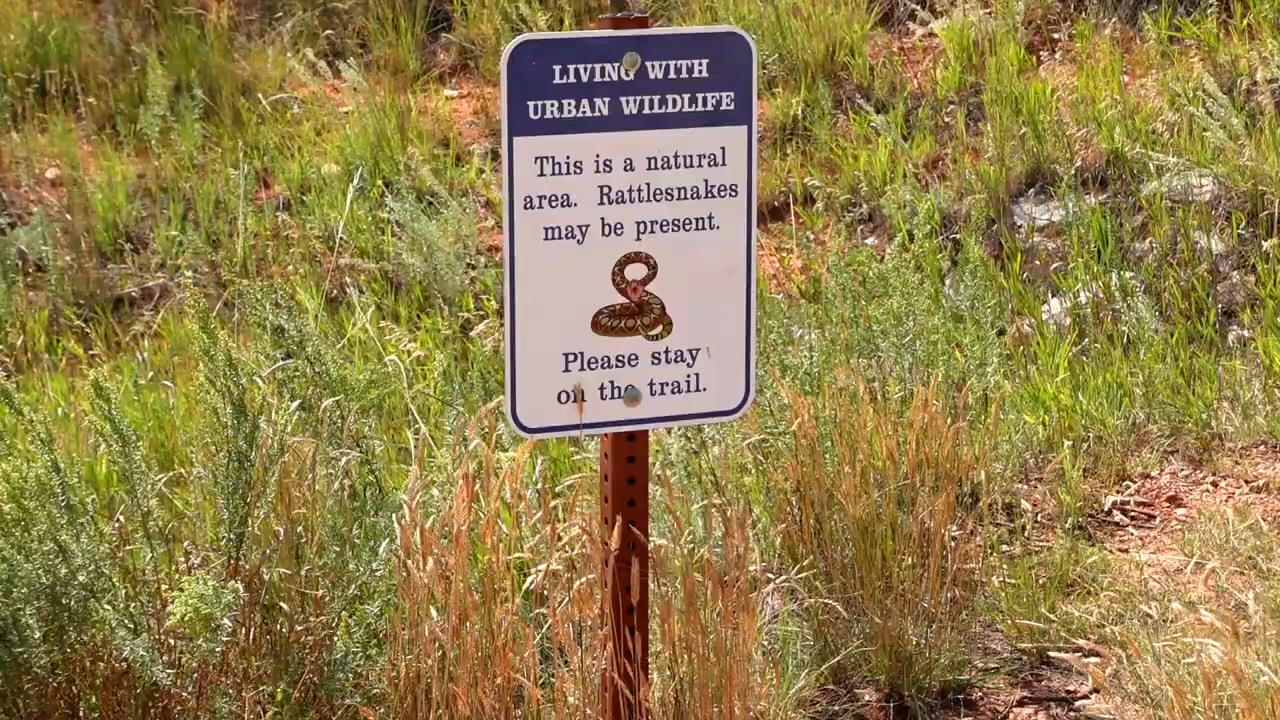 LIVING WITH
URBAN WILDLIFE
This is a natural
area. Rattlesnakes
may be present.
Please stay
on the trail.